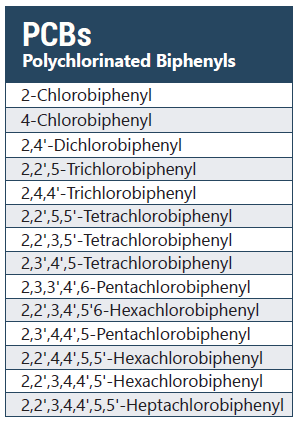 PCBs
Polychlorinated Biphenyls
2-Chlorobiphenyl
4-Chlorobiphenyl
2,4'-Dichlorobiphenyl
2,2',5-Trichlorobiphenyl
2,4,4'-Trichlorobiphenyl
2,2',5,5'-Tetrachlorobiphenyl
2,2',3,5'-Tetrachlorobiphenyl
2,3',4',5-Tetrachlorobiphenyl
2,3,3',4',6-Pentachlorobiphenyl
2,2',3,4',5'6-Hexachlorobiphenyl
2,3',4,4',5-Pentachlorobiphenyl
2,2',4,4',5,5'-Hexachlorobiphenyl
2,2',3,4,4',5'-Hexachlorobiphenyl
2,2',3,4,4',5,5'-Heptachlorobiphenyl